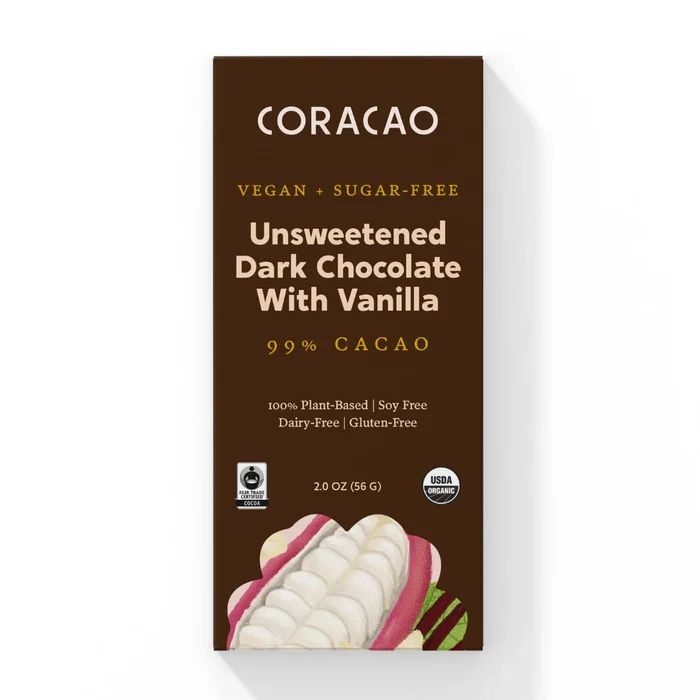 CORACAO
VEGAN + SUGAR-FREE
Unsweetened
Dark Chocolate
With Vanilla
99% CACAO
100% Plant-Based | Soy Free
Dairy-Free | Gluten-Free
FAIR TRADE
CERTIFIED
COCOA
2.0 OZ (56 G)
USDA
ORGANIC